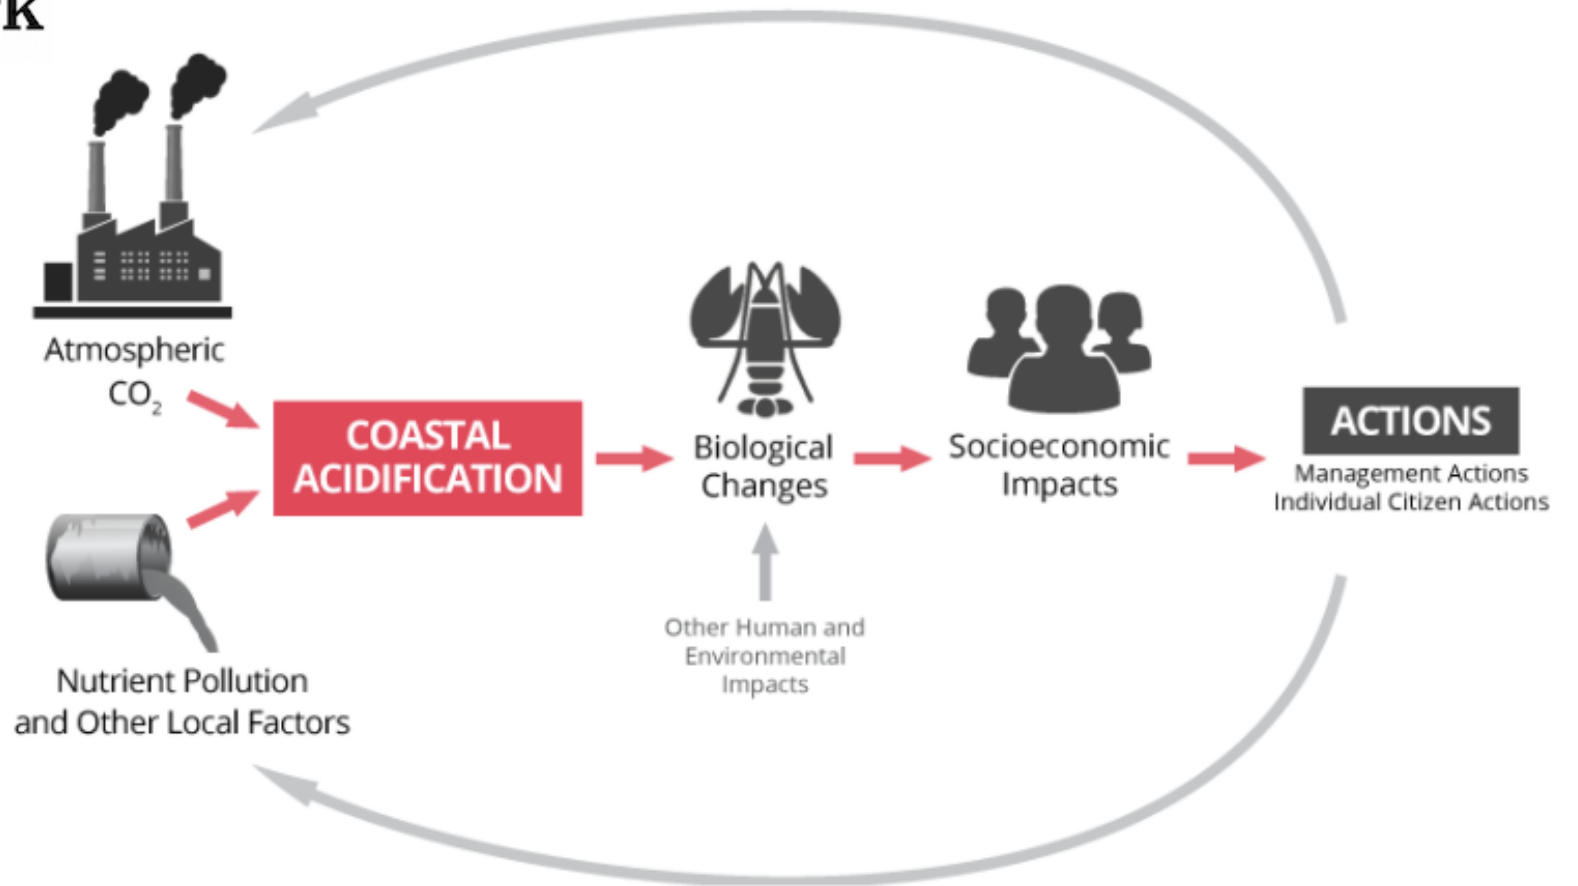 Atmospheric
CO₂
COASTAL
ACIDIFICATION
Nutrient Pollution
and Other Local Factors
Biological
Changes
Other Human and
Environmental
Impacts
Socioeconomic
Impacts
ACTIONS
Management Actions
Individual Citizen Actions